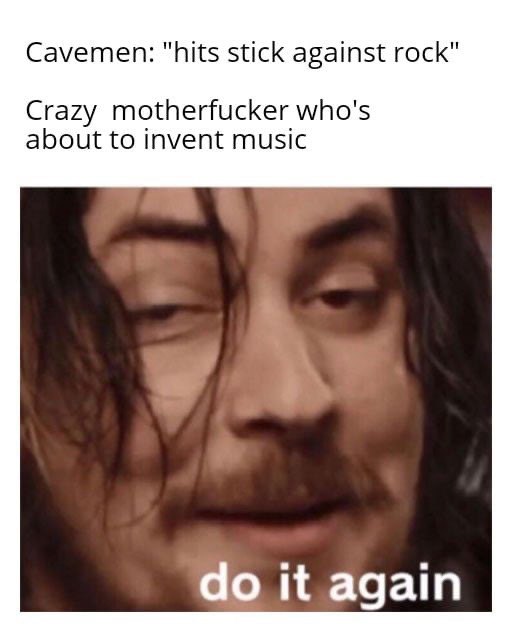 Cavemen: "hits stick against rock"
Crazy  motherfucker who's
about to invent music
do it again